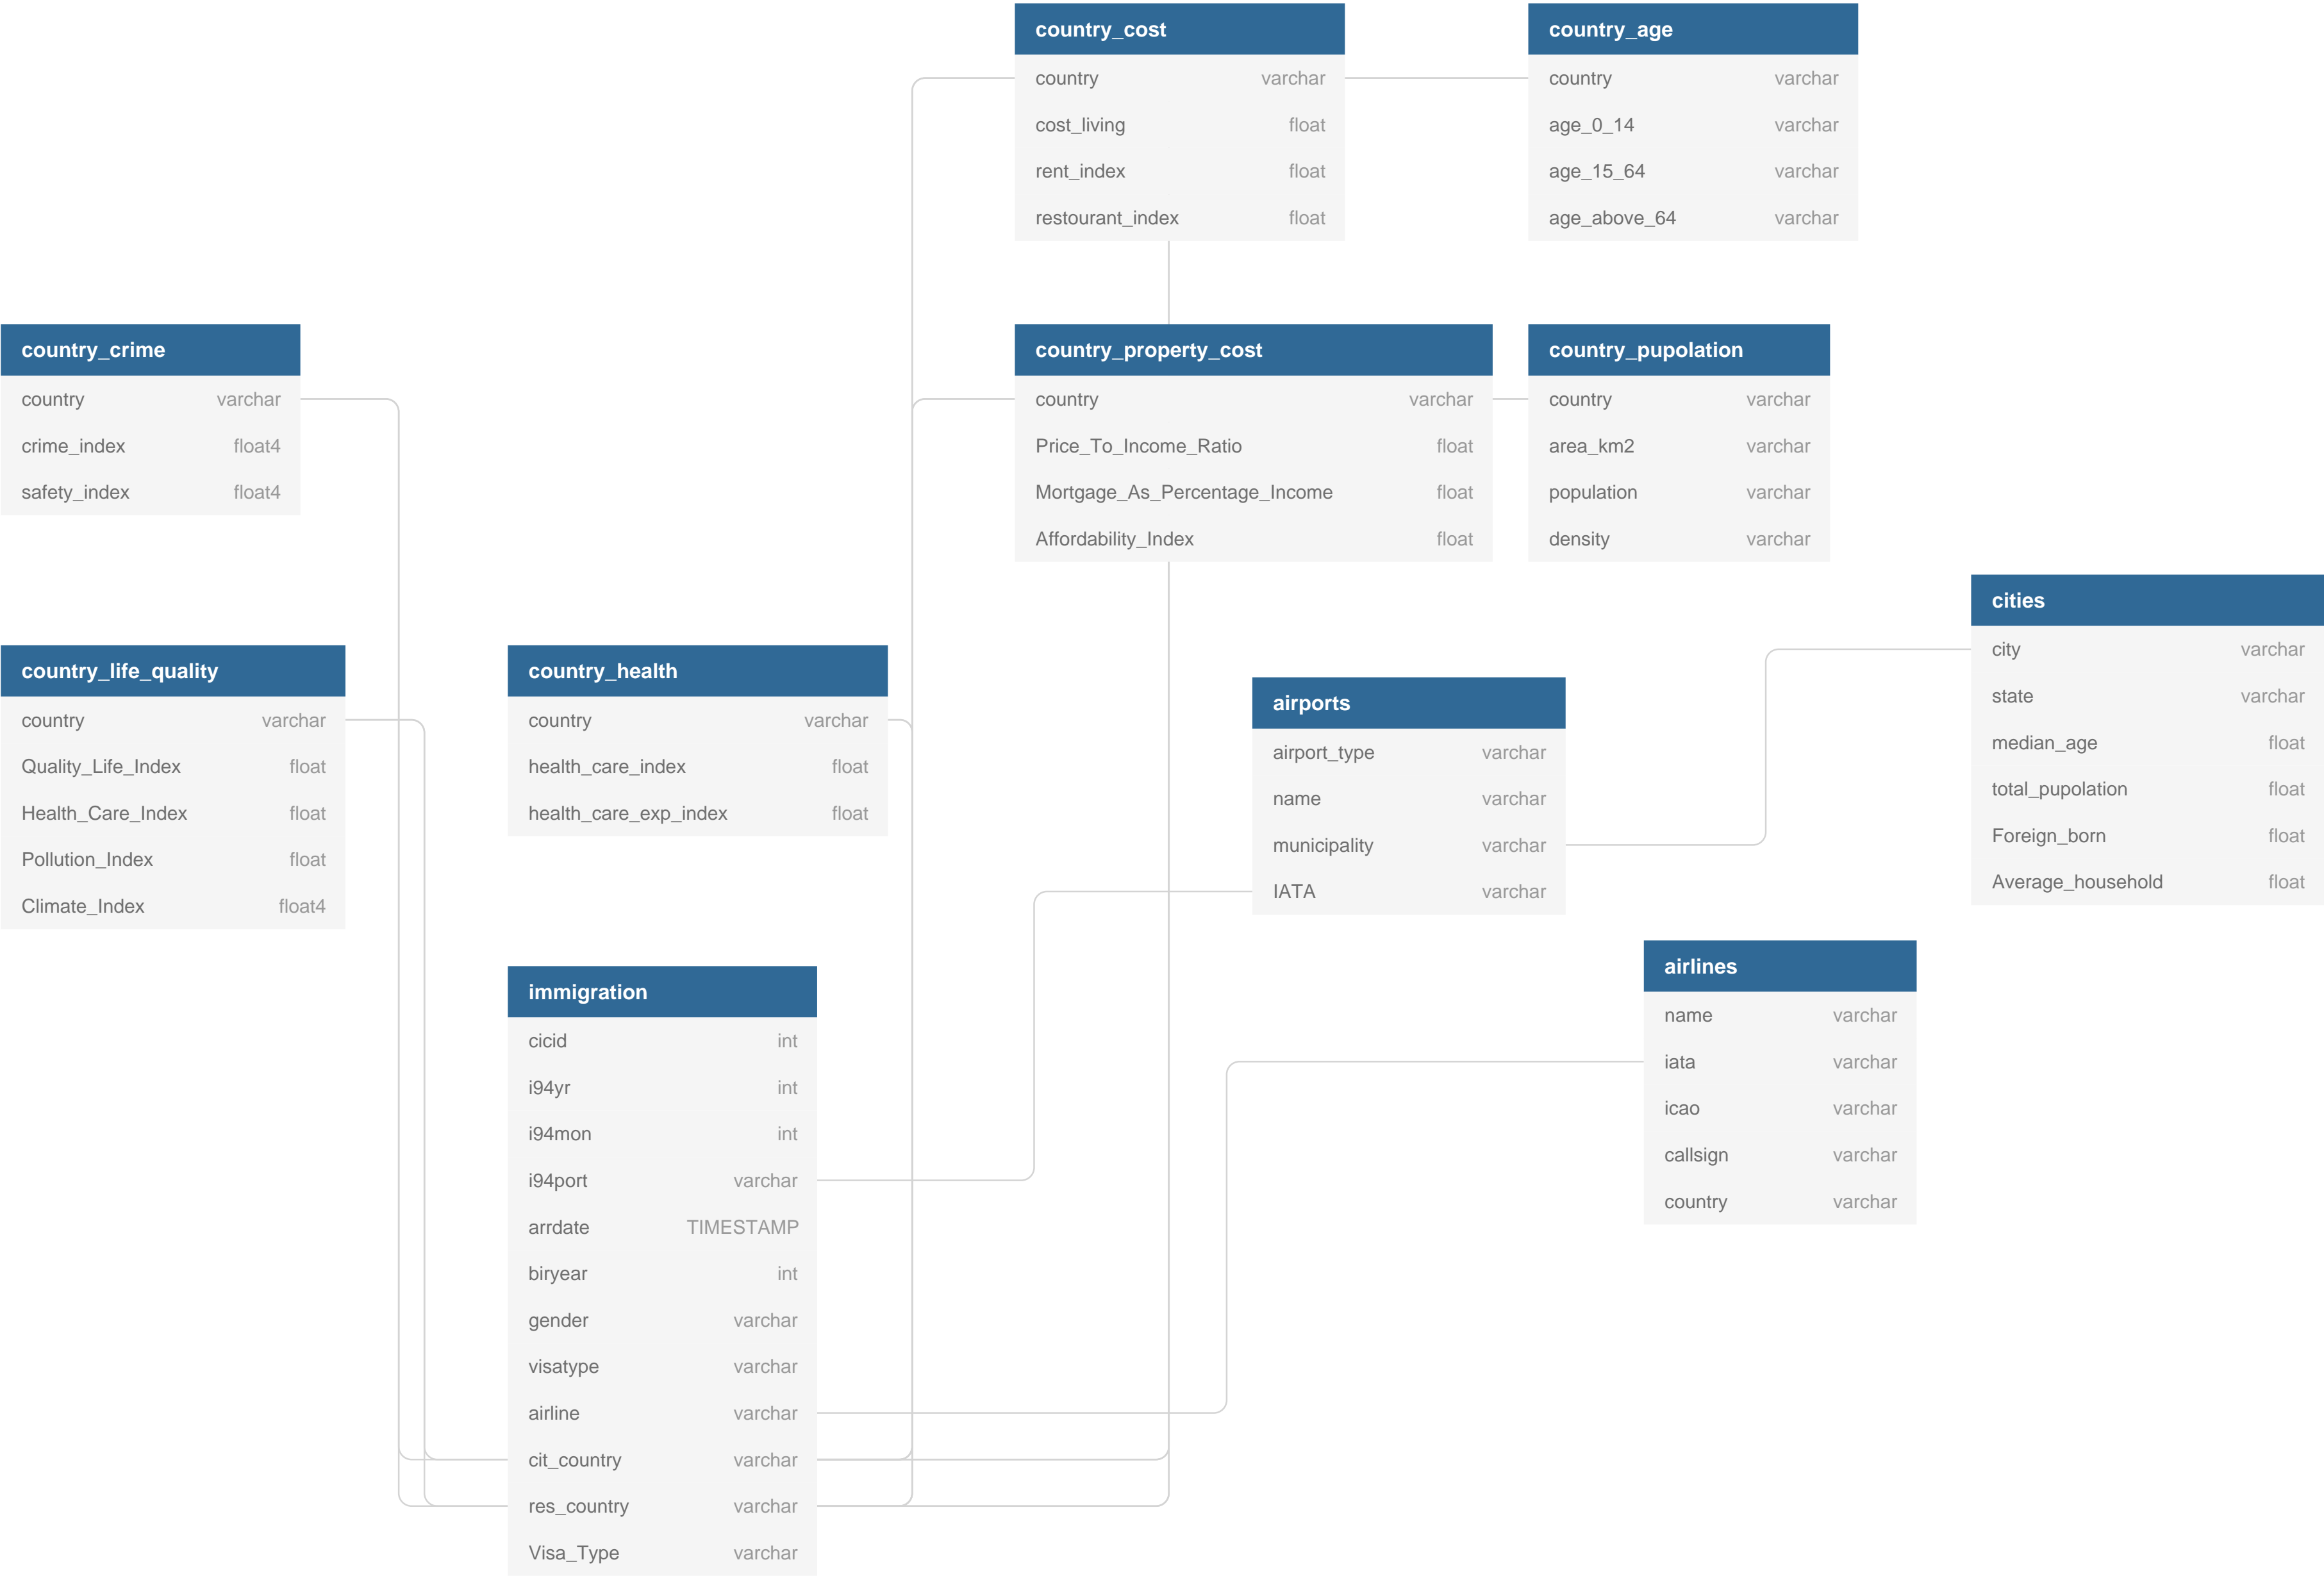 country_cost
country varchar
cost_living float
rent_index float
restourant_index float
country_age
country varchar
age_0_14 varchar
age_15_64 varchar
age_above_64 varchar
country_crime
country varchar
crime_index float4
safety_index float4
country_property_cost
country varchar
Price_To_Income_Ratio float
Mortgage_As_Percentage_Income float
Affordability_Index float
country_pupolation
country varchar
area_km2 varchar
population varchar
density varchar
cities
city varchar
state varchar
median_age float
total_pupolation float
Foreign_born float
Average_household float
country_life_quality
country varchar
Quality_Life_Index float
Health_Care_Index float
Pollution_Index float
Climate_Index float4
country_health
country varchar
health_care_index float
health_care_exp_index float
airports
airport_type varchar
name varchar
municipality varchar
IATA varchar
airlines
name varchar
iata varchar
icao varchar
callsign varchar
country varchar
immigration
cicid int
i94yr int
i94mon int
i94port varchar
arrdate TIMESTAMP
biryear int
gender varchar
visatype varchar
airline varchar
cit_country varchar
res_country varchar
Visa_Type varchar